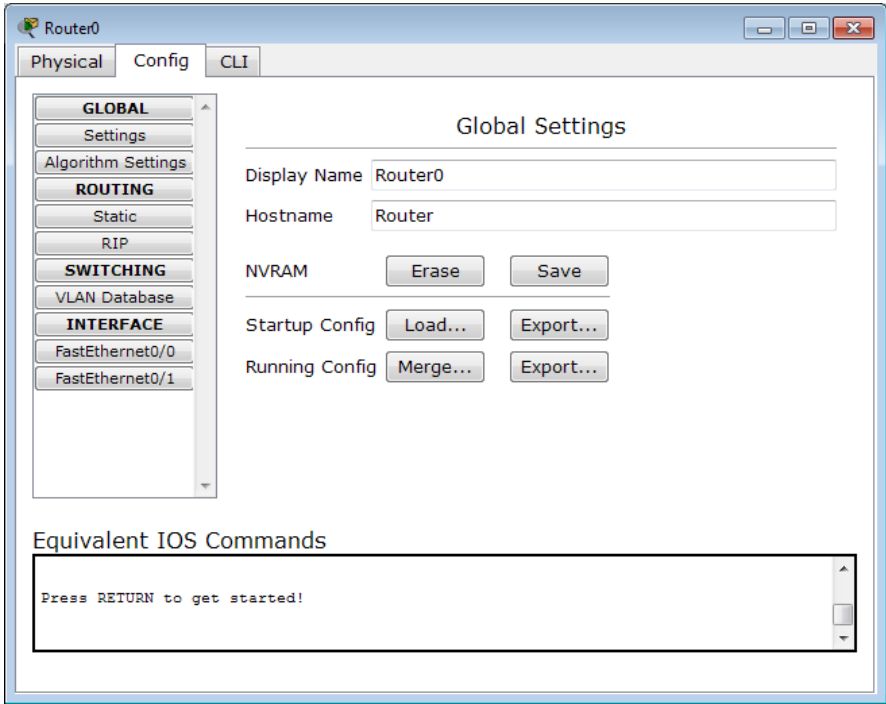 Router0
Physical Config CLI
GLOBAL
Settings
Algorithm Settings
ROUTING
Static
RIP
SWITCHING
VLAN Database
INTERFACE
FastEthernet0/0
FastEthernet0/1
Global Settings
Display Name Router0
Hostname Router
NVRAM Erase Save
Startup Config Load... Export...
Running Config Merge... Export...
Equivalent IOS Commands
Press RETURN to get started!